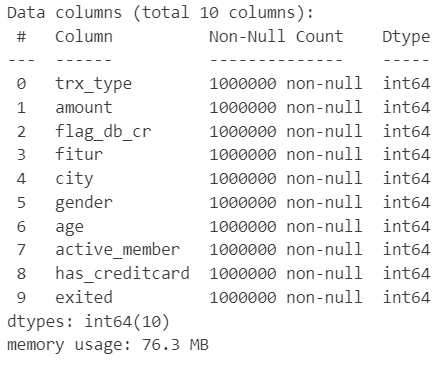 Data columns (total 10 columns):
 #   Column          Non-Null Count    Dtype
---  ------          --------------    -----
 0   trx_type        1000000 non-null  int64
 1   amount          1000000 non-null  int64
 2   flag_db_cr      1000000 non-null  int64
 3   fitur           1000000 non-null  int64
 4   city            1000000 non-null  int64
 5   gender          1000000 non-null  int64
 6   age             1000000 non-null  int64
 7   active_member   1000000 non-null  int64
 8   has_creditcard  1000000 non-null  int64
 9   exited          1000000 non-null  int64
dtypes: int64(10)
memory usage: 76.3 MB